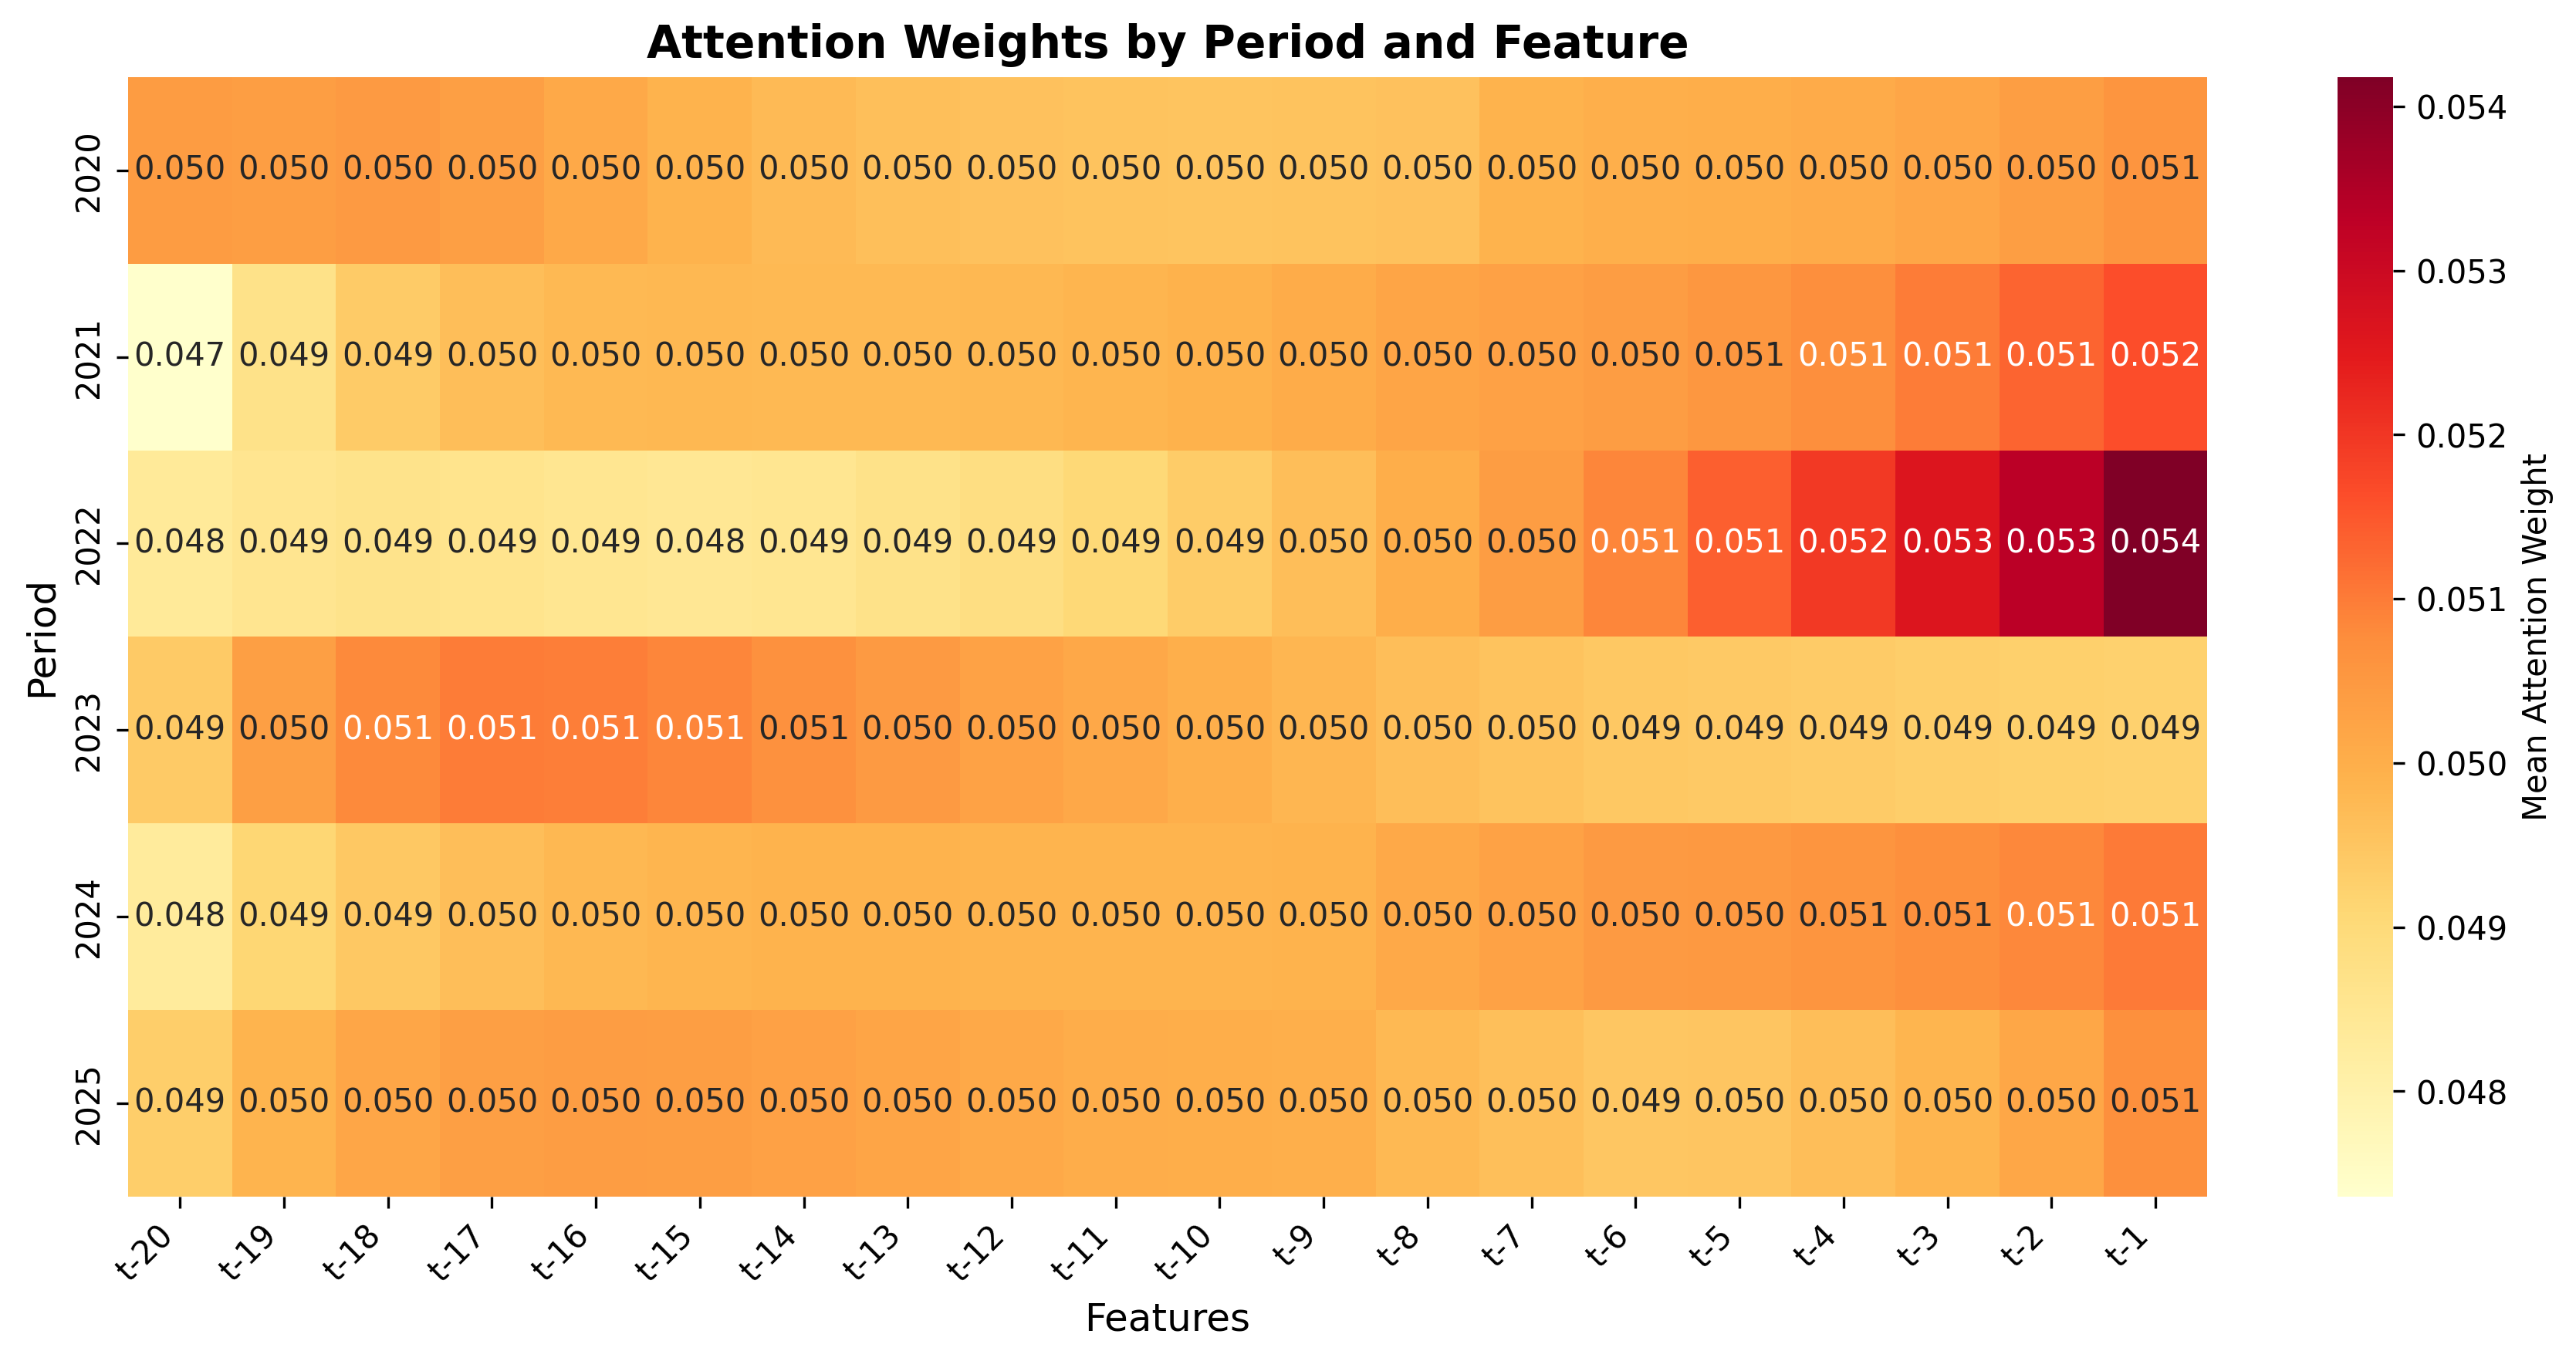 Attention Weights by Period and Feature
Period
2020 0.050 0.050 0.050 0.050 0.050 0.050 0.050 0.050 0.050 0.050 0.050 0.050 0.050 0.050 0.050 0.050 0.050 0.050 0.050 0.051
2021 0.047 0.049 0.049 0.050 0.050 0.050 0.050 0.050 0.050 0.050 0.050 0.050 0.050 0.050 0.050 0.051 0.051 0.051 0.051 0.052
2022 0.048 0.049 0.049 0.049 0.049 0.048 0.049 0.049 0.049 0.049 0.049 0.050 0.050 0.050 0.051 0.051 0.052 0.053 0.053 0.054
2023 0.049 0.050 0.051 0.051 0.051 0.051 0.051 0.050 0.050 0.050 0.050 0.050 0.050 0.050 0.049 0.049 0.049 0.049 0.049 0.049
2024 0.048 0.049 0.049 0.050 0.050 0.050 0.050 0.050 0.050 0.050 0.050 0.050 0.050 0.050 0.050 0.050 0.051 0.051 0.051 0.051
2025 0.049 0.050 0.050 0.050 0.050 0.050 0.050 0.050 0.050 0.050 0.050 0.050 0.050 0.050 0.049 0.050 0.050 0.050 0.050 0.051
t-20 t-19 t-18 t-17 t-16 t-15 t-14 t-13 t-12 t-11 t-10 t-9 t-8 t-7 t-6 t-5 t-4 t-3 t-2 t-1
Features
0.054
0.053
0.052
0.051
0.050
0.049
0.048
Mean Attention Weight